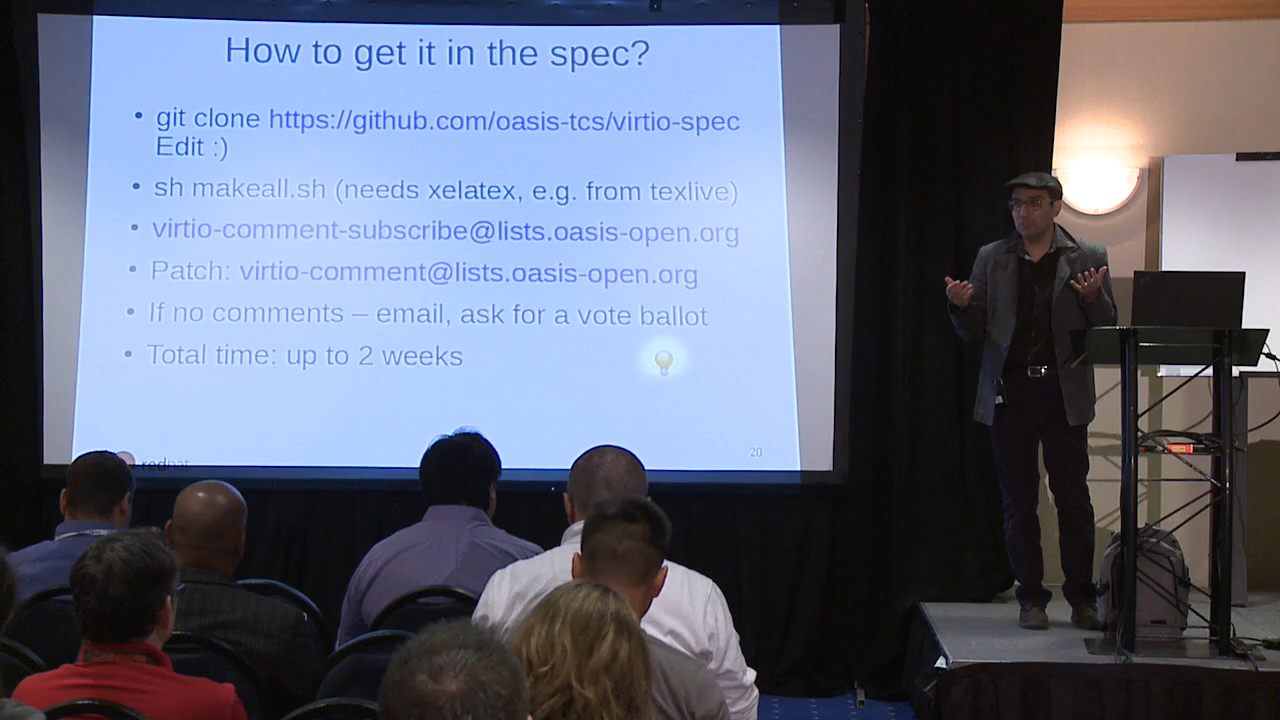 How to get it in the spec?
• git clone https://github.com/oasis-tcs/virtio-spec
Edit :)
• sh makeall.sh (needs xelatex, e.g. from texlive)
• virtio-comment-subscribe@lists.oasis-open.org
• Patch: virtio-comment@lists.oasis-open.org
• If no comments – email, ask for a vote ballot
• Total time: up to 2 weeks
redhat
20